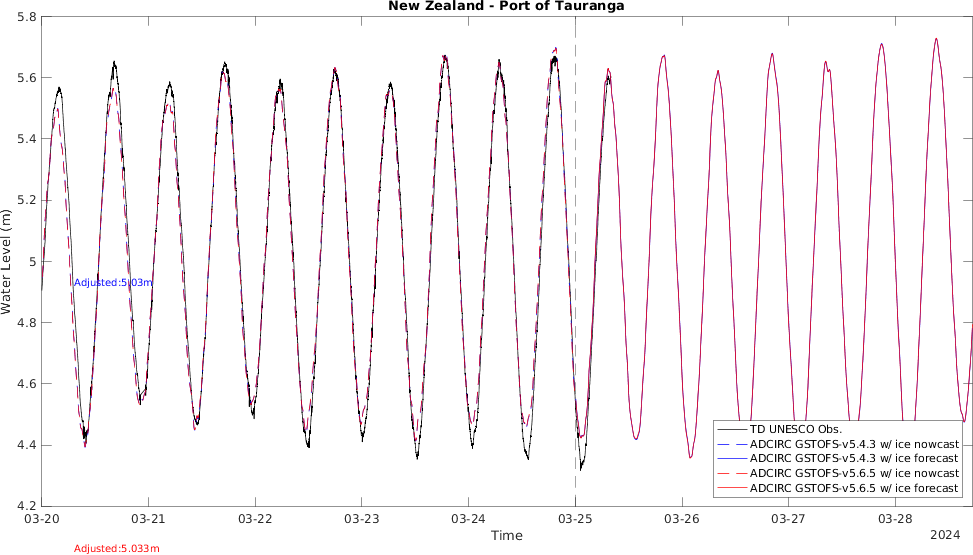 New Zealand - Port of Tauranga
5.8
5.6
5.4
5.2
5
4.8
4.6
4.4
4.2
Water Level (m)
Adjusted:5.03m
TD UNESCO Obs.
ADCIRC GSTOFS-v5.4.3 w/ ice nowcast
ADCIRC GSTOFS-v5.4.3 w/ ice forecast
ADCIRC GSTOFS-v5.6.5 w/ ice nowcast
ADCIRC GSTOFS-v5.6.5 w/ ice forecast
03-20 03-21 03-22 03-23 03-24 03-25 03-26 03-27 03-28
Time
2024
Adjusted:5.033m